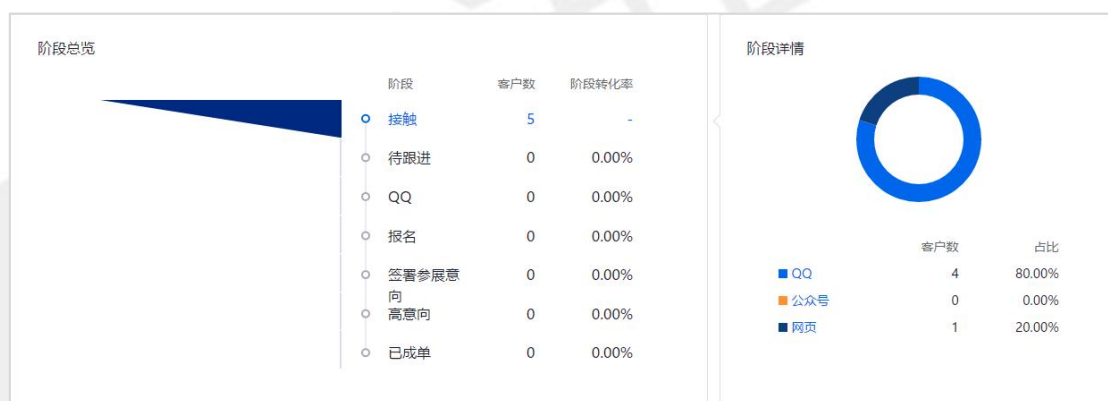 阶段总览
阶段 客户数 阶段转化率
接触 5 -
待跟进 0 0.00%
QQ 0 0.00%
报名 0 0.00%
签署参展意 0 0.00%
向
高意向 0 0.00%
已成单 0 0.00%
阶段详情
客户数 占比
QQ 4 80.00%
公众号 0 0.00%
网页 1 20.00%